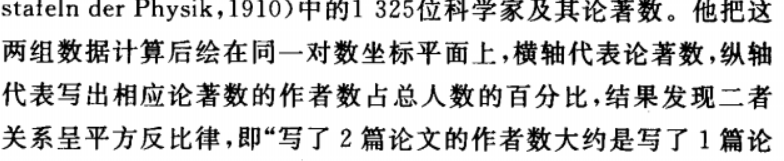 stafeln der Physik,1910)中的1 325位科学家及其论著数。他把这
两组数据计算后绘在同一对数坐标平面上,横轴代表论著数,纵轴
代表写出相应论著数的作者数占总人数的百分比,结果发现二者
关系呈平方反比律,即“写了 2 篇论文的作者数大约是写了 1 篇论